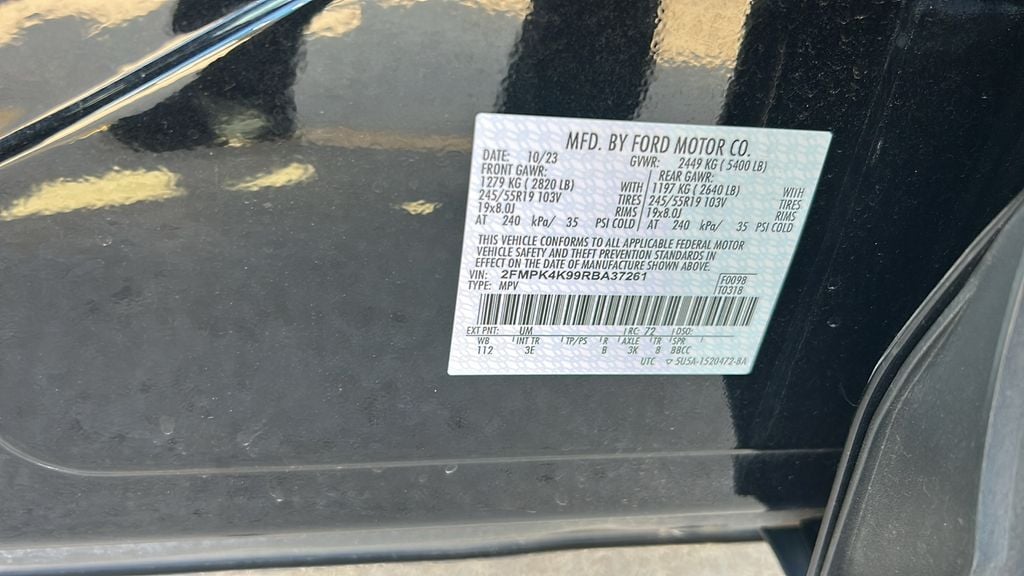 MFD. BY FORD MOTOR CO.
DATE: 10/23 GVWR: 2449 KG ( 5400 LB)
FRONT GAWR: REAR GAWR:
1279 KG ( 2820 LB) WITH 1197 KG ( 2640 LB) WITH
245/55R19 103V TIRES 245/55R19 103V TIRES
19x8.0J RIMS 19x8.0J RIMS
AT 240 kPa/ 35 PSI COLD AT 240 kPa/ 35 PSI COLD
THIS VEHICLE CONFORMS TO ALL APPLICABLE FEDERAL MOTOR
VEHICLE SAFETY AND THEFT PREVENTION STANDARDS IN
EFFECT ON THE DATE OF MANUFACTURE SHOWN ABOVE.
VIN: 2FMPK4K99RBA37261 F0098
TYPE: MPV T0318
EXT PNT: UM RC: 72 DSO:
WB INT TR TP/PS R AXLE TR SPR
112 3E B 3K 8 BBCC
UTC 5U5A-1520472-BA